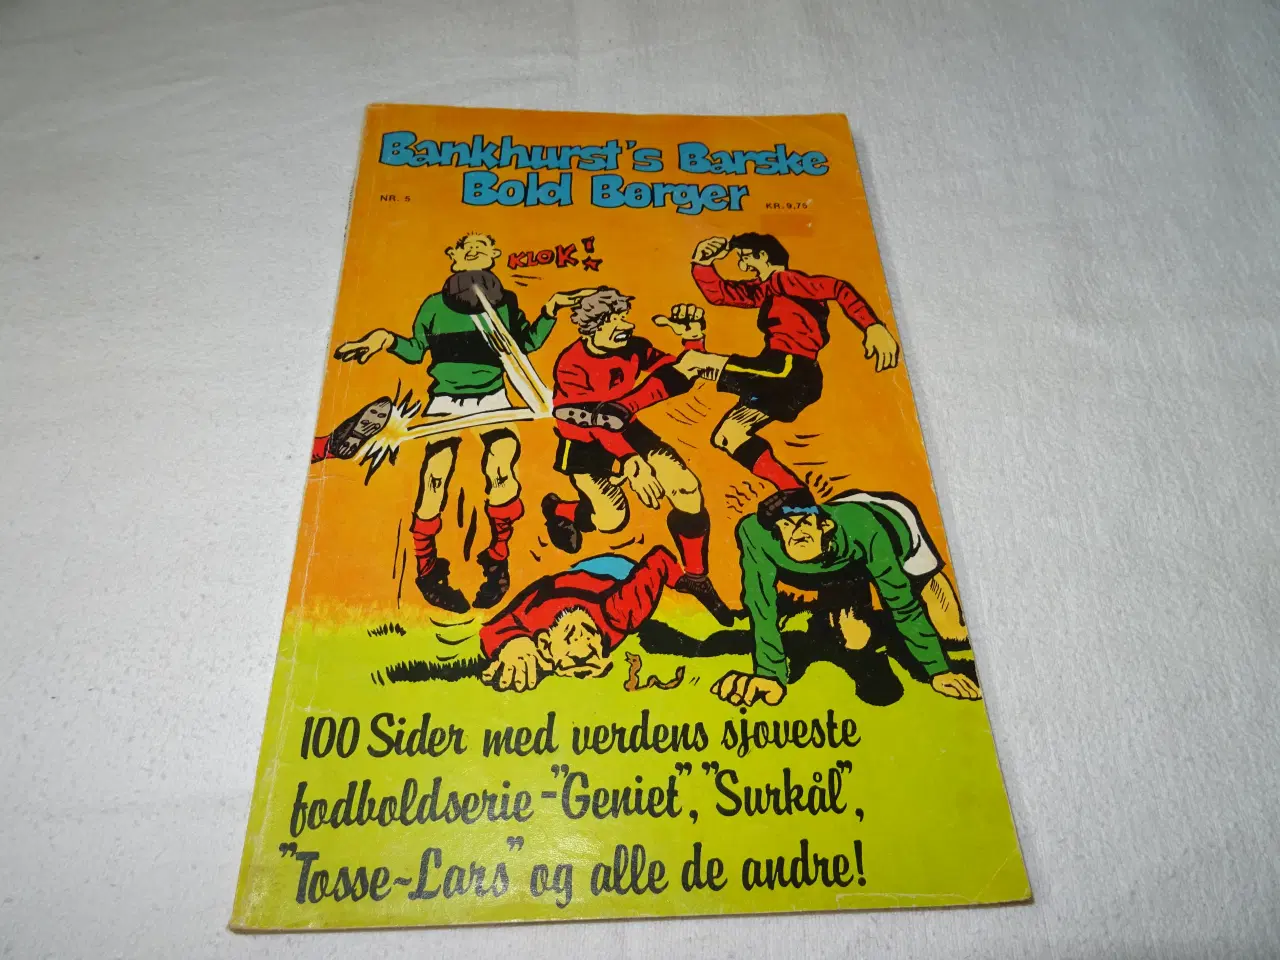 Bankhurst's Barske
Bold Børger
NR. 5
KR. 9,75
KLOK!
100 Sider med verdens sjoveste
fodboldserie - "Geniet", "Surkål",
"Tosse-Lars" og alle de andre!